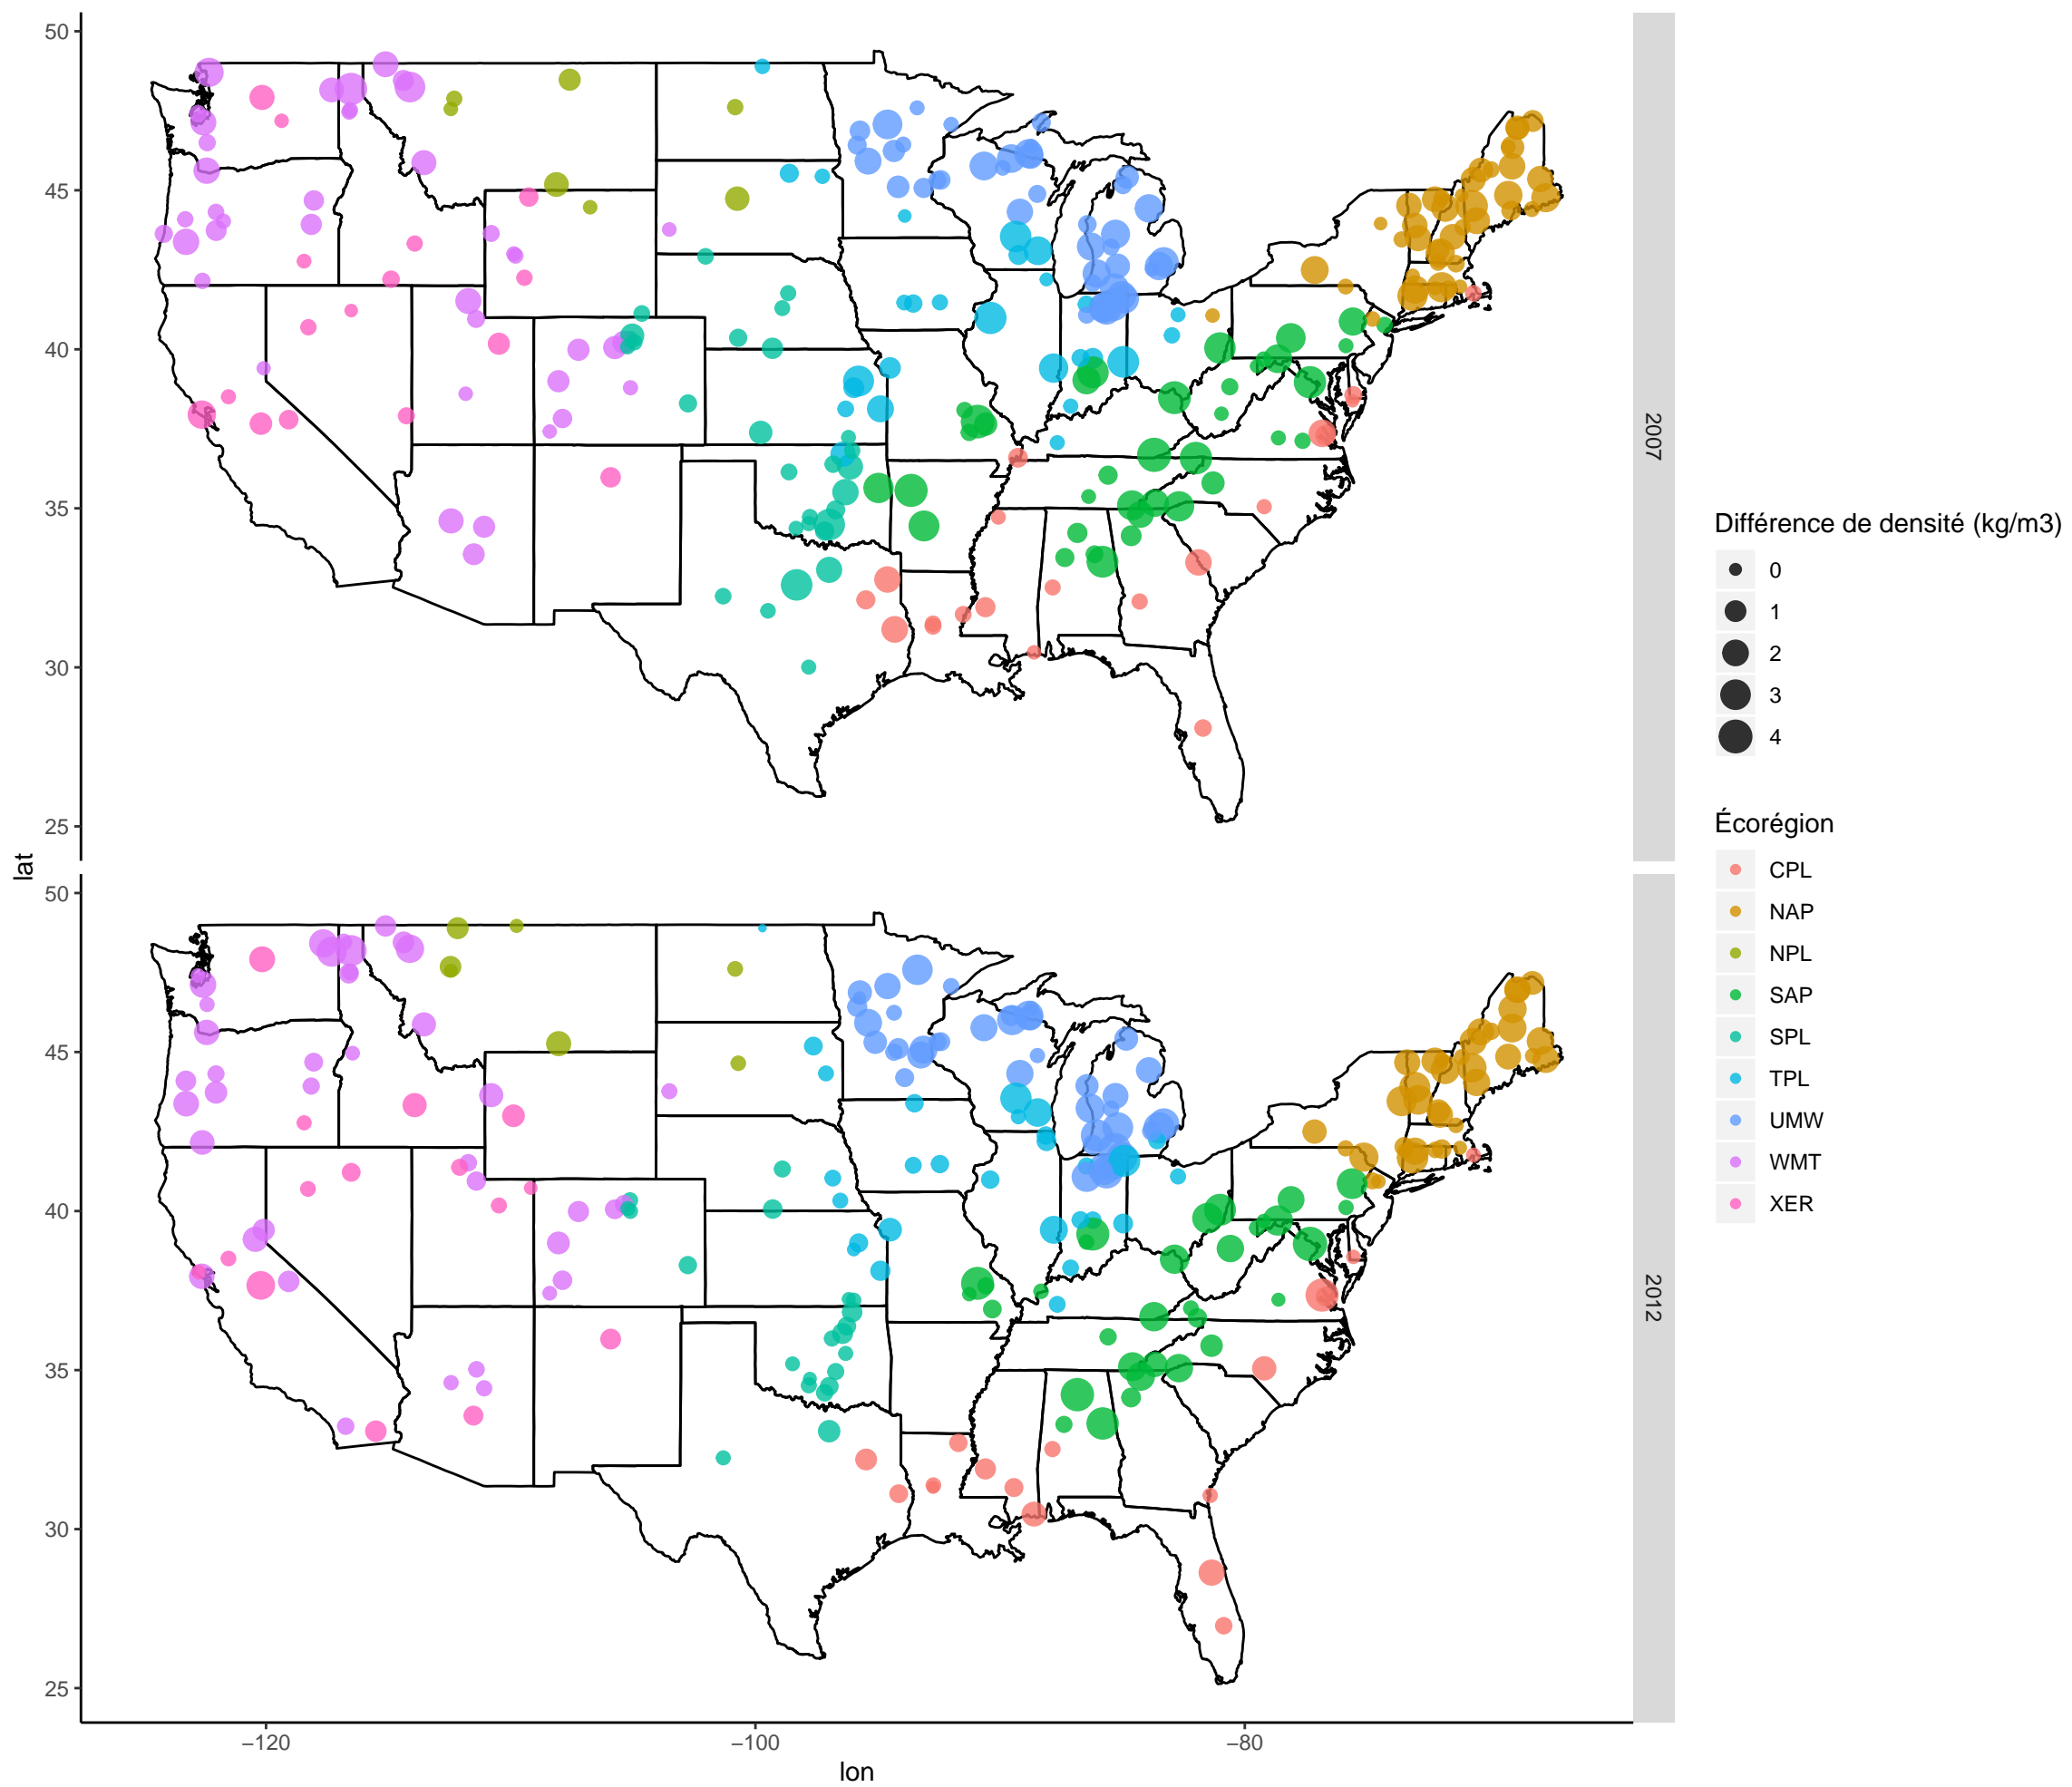 50
45
40
35
30
25
2007
lat
50
45
40
35
30
25
2012
−120
−100
−80
lon
Différence de densité (kg/m3)
0
1
2
3
4
Écorégion
CPL
NAP
NPL
SAP
SPL
TPL
UMW
WMT
XER